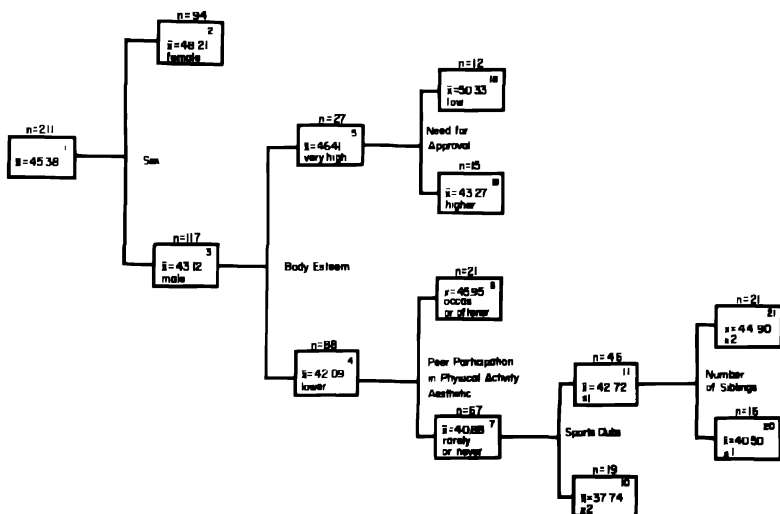 n=94
2
x̄=48 21
female
n=12
18
x̄=50 33
low
n=27
5
x̄=46 41
very high
Need for
Approval
n=211
1
x̄=45 38
Sex
n=15
19
x̄=43 27
higher
n=117
3
x̄=43 12
male
Body Esteem
n=21
8
x̄=45.95
occas
or oftener
n=21
21
x=44 90
≥2
n=88
4
x̄=42 09
lower
Peer Participation
in Physical Activity
Aesthetic
n=46
11
x̄=42 72
≤1
Number
of Siblings
n=67
7
x̄=40.88
rarely
or never
Sports Clubs
n=16
20
x̄=40 50
≤1
n=19
10
x̄=37 74
≥2